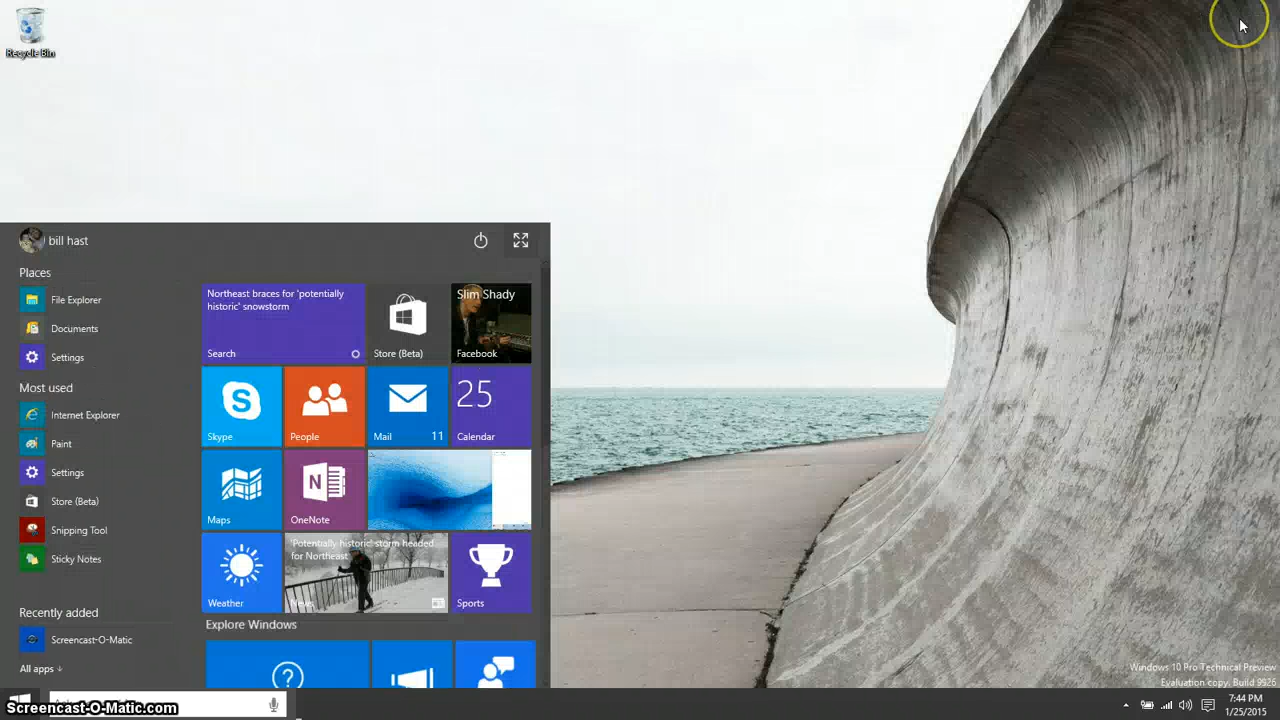 Recycle Bin
bill hast
Places
File Explorer
Documents
Settings
Most used
Internet Explorer
Paint
Settings
Store (Beta)
Snipping Tool
Sticky Notes
Recently added
Screencast-O-Matic
All apps
Northeast braces for 'potentially
historic' snowstorm
Search
Store (Beta)
Slim Shady
Facebook
Skype
People
Mail
11
25
Calendar
Maps
OneNote
Weather
'Potentially historic' storm headed
for Northeast
News
Sports
Explore Windows
Windows 10 Pro Technical Preview
Evaluation copy. Build 9926
Screencast-O-Matic.com
7:44 PM
1/25/2015